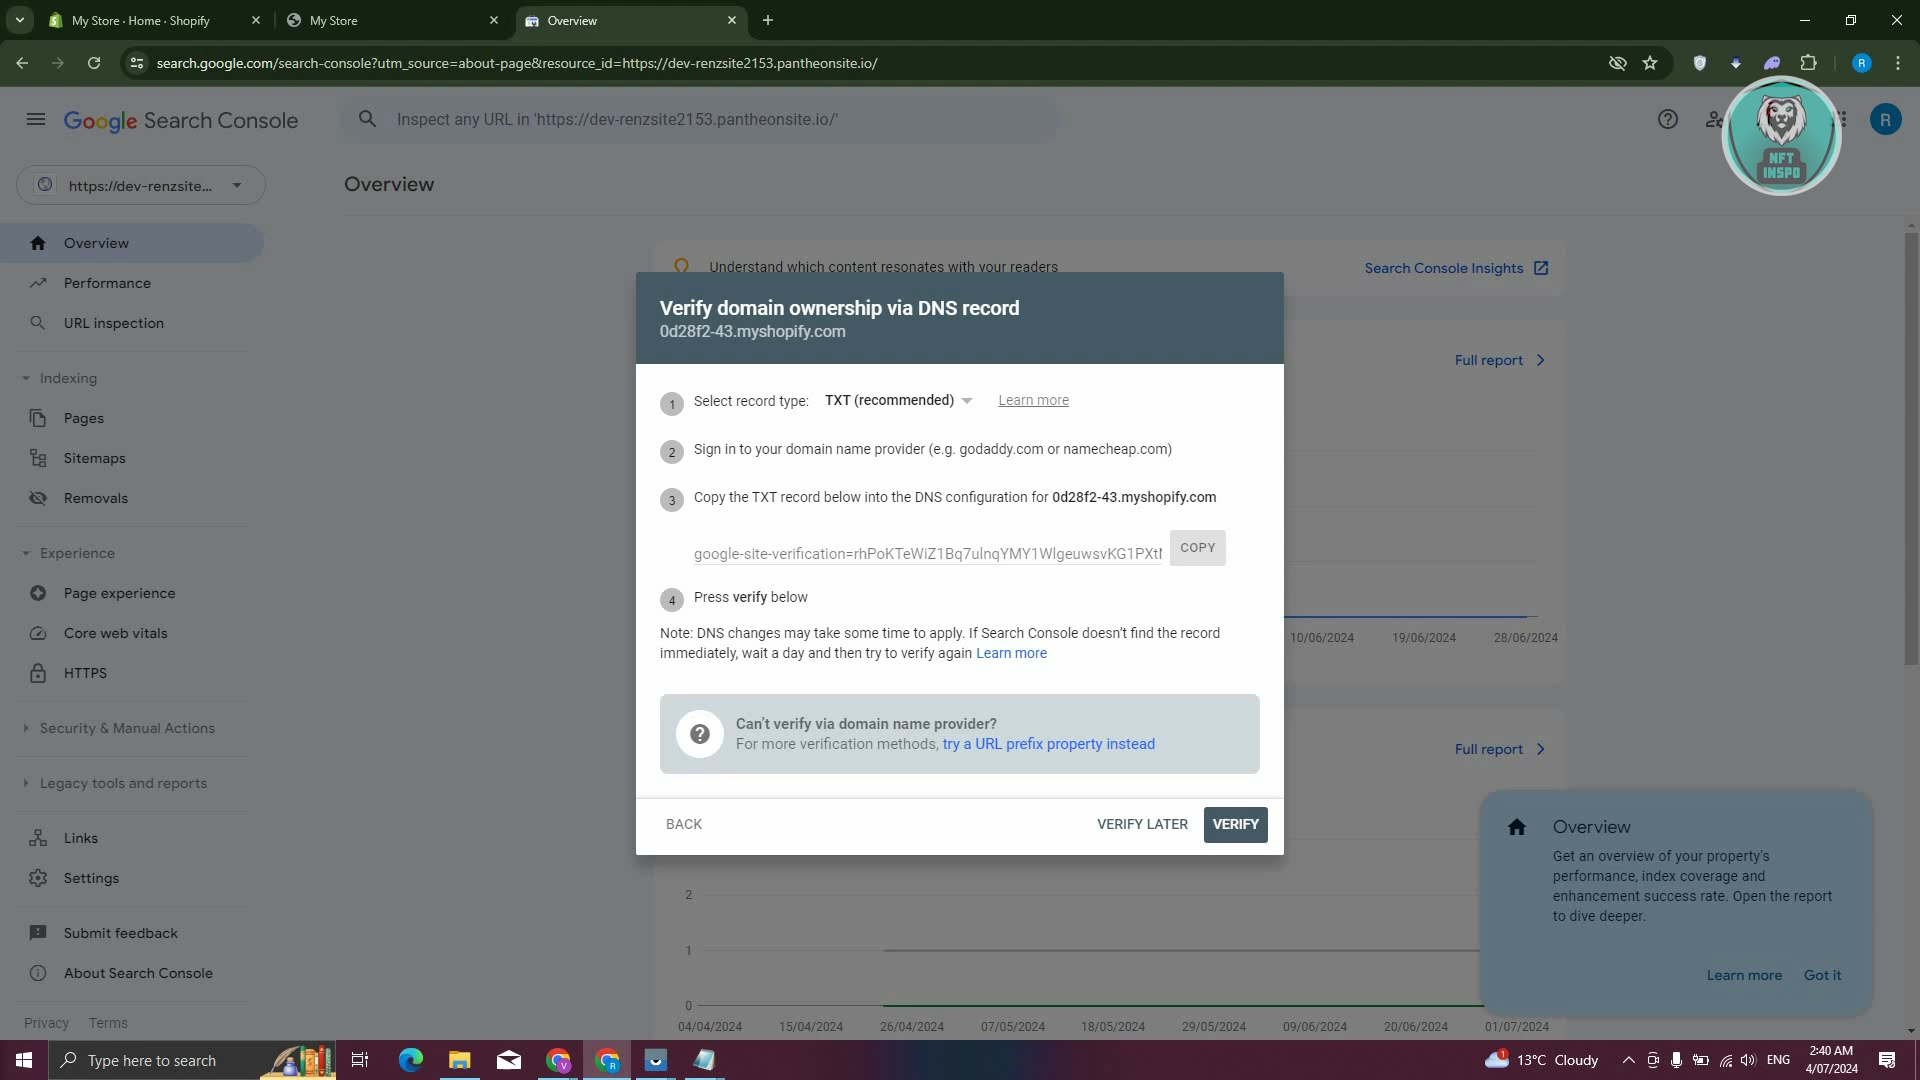 My Store · Home · Shopify
My Store
Overview
search.google.com/search-console?utm_source=about-page&resource_id=https://dev-renzsite2153.pantheonsite.io/
R
Google Search Console
Inspect any URL in 'https://dev-renzsite2153.pantheonsite.io/'
R
NFT
INSPO
https://dev-renzsite...
Overview
Overview
Performance
URL inspection
Indexing
Pages
Sitemaps
Removals
Experience
Page experience
Core web vitals
HTTPS
Security & Manual Actions
Legacy tools and reports
Links
Settings
Submit feedback
About Search Console
Privacy Terms
Understand which content resonates with your readers
Search Console Insights
Full report
10/06/2024 19/06/2024 28/06/2024
Full report
Verify domain ownership via DNS record
0d28f2-43.myshopify.com
1 Select record type: TXT (recommended) Learn more
2 Sign in to your domain name provider (e.g. godaddy.com or namecheap.com)
3 Copy the TXT record below into the DNS configuration for 0d28f2-43.myshopify.com
COPY
4 Press verify below
Note: DNS changes may take some time to apply. If Search Console doesn't find the record
immediately, wait a day and then try to verify again Learn more
Can't verify via domain name provider?
For more verification methods, try a URL prefix property instead
BACK
VERIFY LATER
VERIFY
2
1
0
04/04/2024 15/04/2024 26/04/2024 07/05/2024 18/05/2024 29/05/2024 09/06/2024 20/06/2024 01/07/2024
Overview
Get an overview of your property's
performance, index coverage and
enhancement success rate. Open the report
to dive deeper.
Learn more Got it
Type here to search
V
R
1
13°C Cloudy
ENG
2:40 AM
4/07/2024